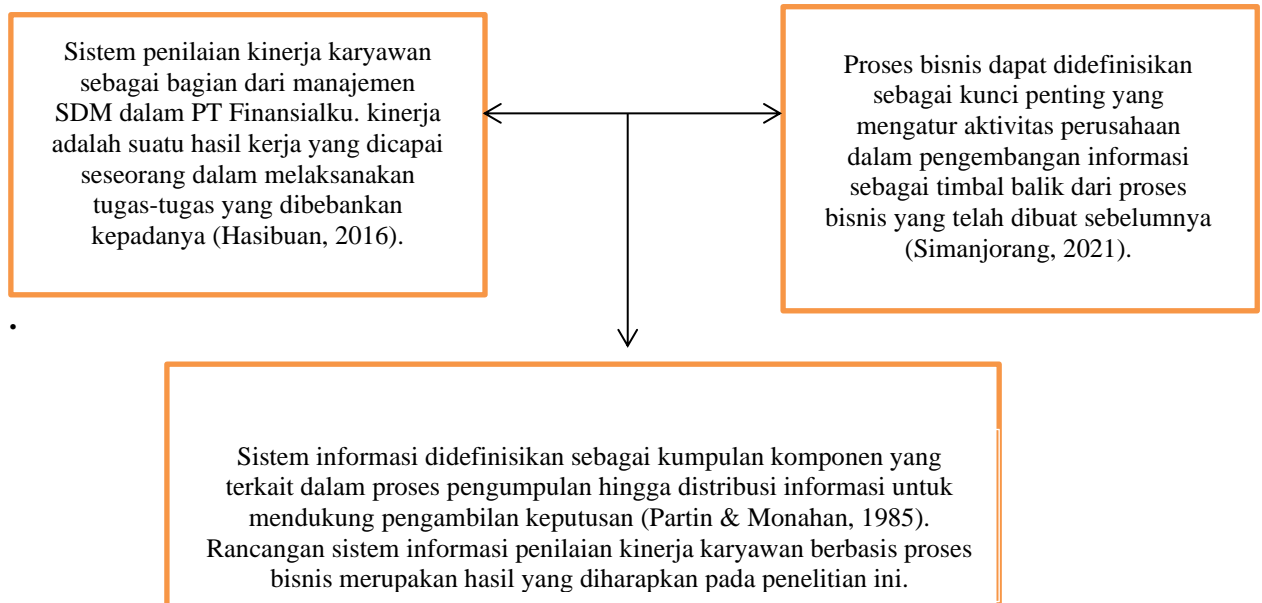 Sistem penilaian kinerja karyawan
sebagai bagian dari manajemen
SDM dalam PT Finansialku. kinerja
adalah suatu hasil kerja yang dicapai
seseorang dalam melaksanakan
tugas-tugas yang dibebankan
kepadanya (Hasibuan, 2016).
Proses bisnis dapat didefinisikan
sebagai kunci penting yang
mengatur aktivitas perusahaan
dalam pengembangan informasi
sebagai timbal balik dari proses
bisnis yang telah dibuat sebelumnya
(Simanjorang, 2021).
.
Sistem informasi didefinisikan sebagai kumpulan komponen yang
terkait dalam proses pengumpulan hingga distribusi informasi untuk
mendukung pengambilan keputusan (Partin & Monahan, 1985).
Rancangan sistem informasi penilaian kinerja karyawan berbasis proses
bisnis merupakan hasil yang diharapkan pada penelitian ini.